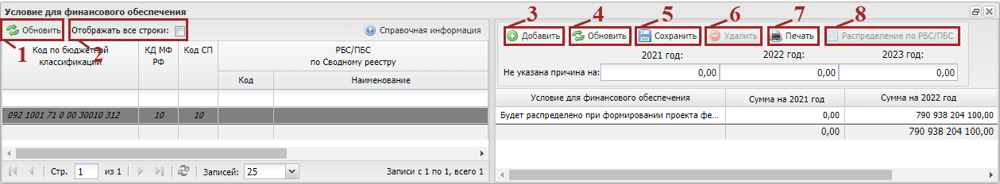 Условие для финансового обеспечения
Обновить
Отображать все строки:
Справочная информация
1
2
Код по бюджетной классификации
КД МФ РФ
Код СП
РБС/ПБС по Сводному реестру
Код
Наименование
092 1001 71 0 00 30010 312
10
10
Стр. 1 из 1
Записей: 25
Записи с 1 по 1, всего 1
3 4 5 6 7 8
Добавить
Обновить
Сохранить
Удалить
Печать
Распределение по РБС/ПБС
2021 год: 2022 год: 2023 год:
Не указана причина на: 0,00 0,00 0,00
Условие для финансового обеспечения
Сумма на 2021 год
Сумма на 2022 год
Будет распределено при формировании проекта фе... 0,00 790 938 204 100,00
0,00 790 938 204 100,00